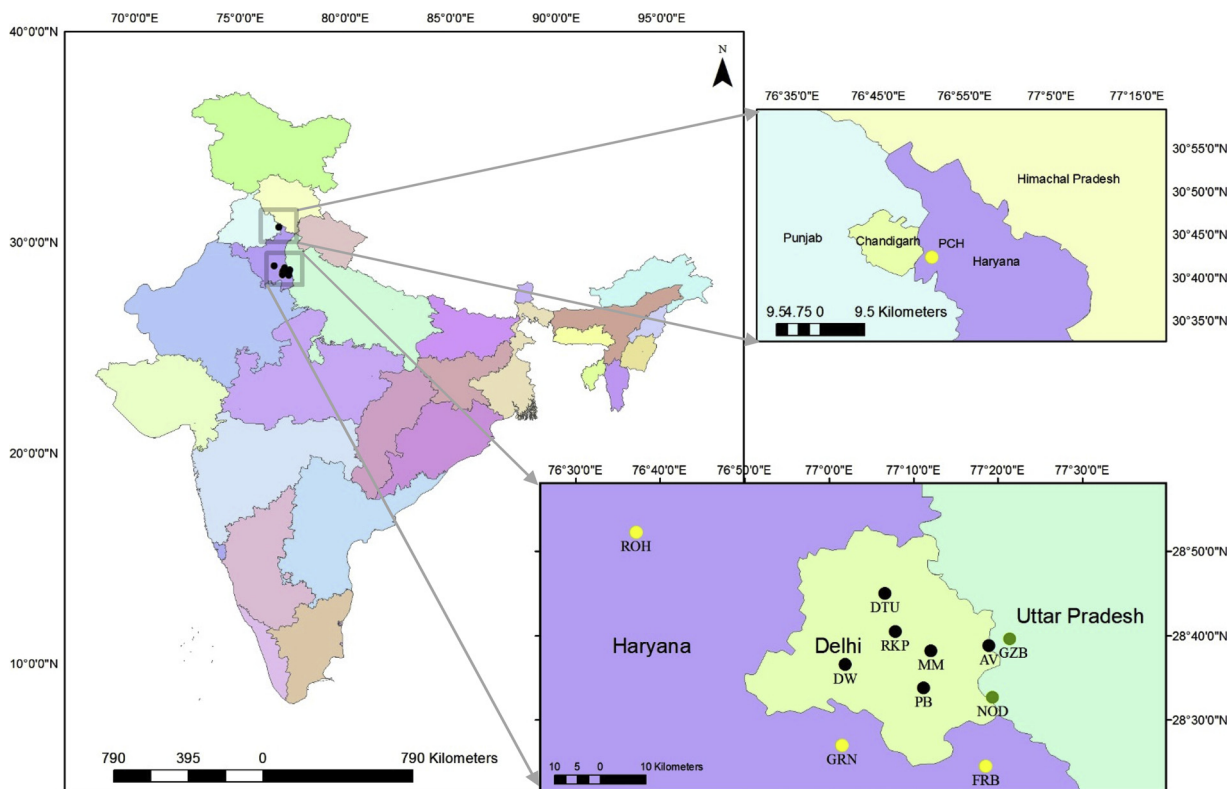 70°0'0"E 75°0'0"E 80°0'0"E 85°0'0"E 90°0'0"E 95°0'0"E
40°0'0"N
N
30°0'0"N
20°0'0"N
10°0'0"N
790 395 0 790 Kilometers
76°35'0"E 76°45'0"E 76°55'0"E 77°5'0"E 77°15'0"E
30°55'0"N
Himachal Pradesh
30°50'0"N
30°45'0"N
Punjab Chandigarh PCH
Haryana
30°40'0"N
9.54.75 0 9.5 Kilometers
30°35'0"N
76°30'0"E 76°40'0"E 76°50'0"E 77°0'0"E 77°10'0"E 77°20'0"E 77°30'0"E
ROH
28°50'0"N
DTU
Uttar Pradesh
Haryana Delhi RKP
28°40'0"N
MM AV GZB
DW
PB NOD
28°30'0"N
GRN
10 5 0 10 Kilometers
FRB